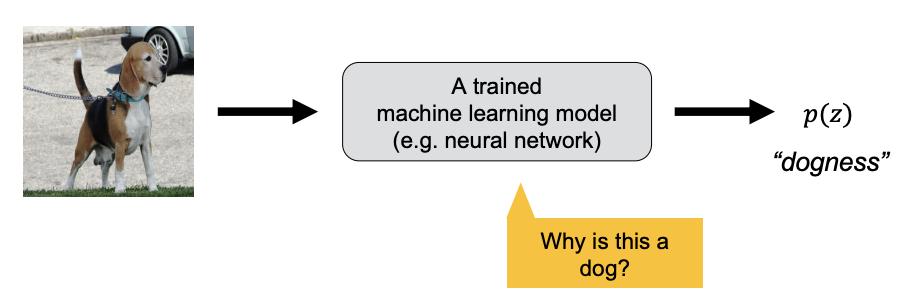 A trained
machine learning model
(e.g. neural network)
p(z)
“dogness”
Why is this a
dog?